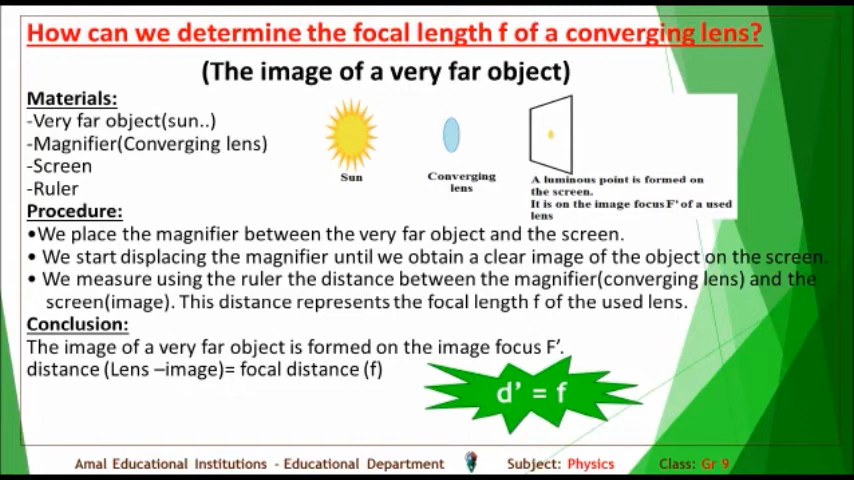 How can we determine the focal length f of a converging lens?
(The image of a very far object)
Materials:
-Very far object(sun..)
-Magnifier(Converging lens)
-Screen
-Ruler
Sun
Converging
lens
A luminous point is formed on
the screen.
It is on the image focus F' of a used
lens
Procedure:
•We place the magnifier between the very far object and the screen.
• We start displacing the magnifier until we obtain a clear image of the object on the screen.
• We measure using the ruler the distance between the magnifier(converging lens) and the
screen(image). This distance represents the focal length f of the used lens.
Conclusion:
The image of a very far object is formed on the image focus F'.
distance (Lens –image)= focal distance (f)
d' = f
Amal Educational Institutions - Educational Department Subject: Physics Class: Gr 9